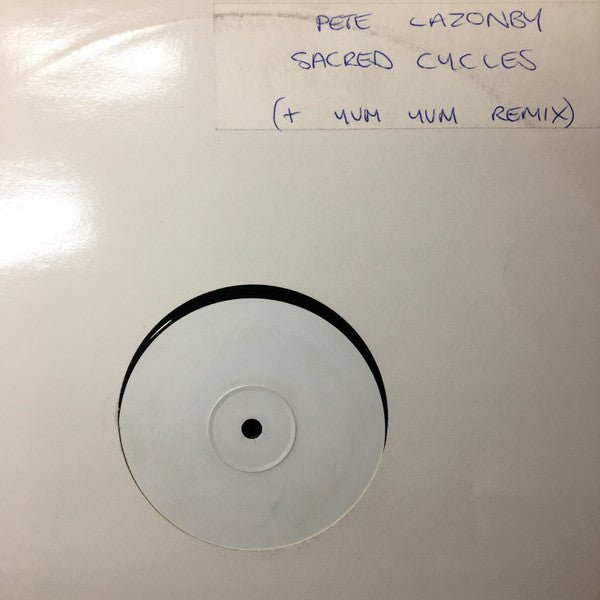 PETE LAZONBY
SACRED CYCLES
(+ YUM YUM REMIX)